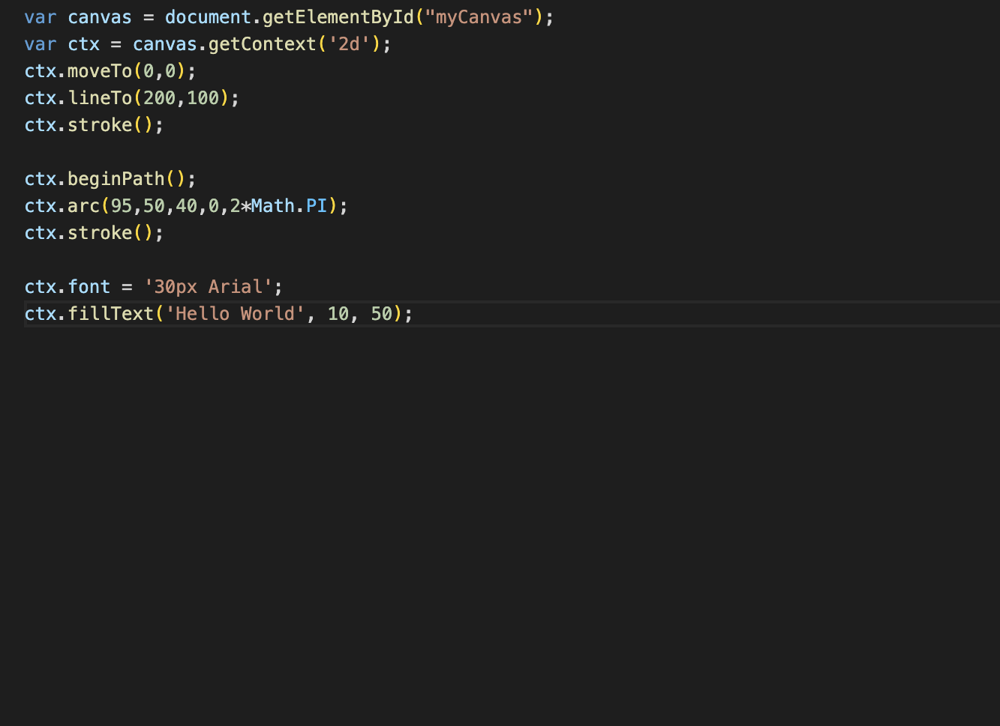 var canvas = document.getElementById("myCanvas");
var ctx = canvas.getContext('2d');
ctx.moveTo(0,0);
ctx.lineTo(200,100);
ctx.stroke();

ctx.beginPath();
ctx.arc(95,50,40,0,2*Math.PI);
ctx.stroke();

ctx.font = '30px Arial';
ctx.fillText('Hello World', 10, 50);